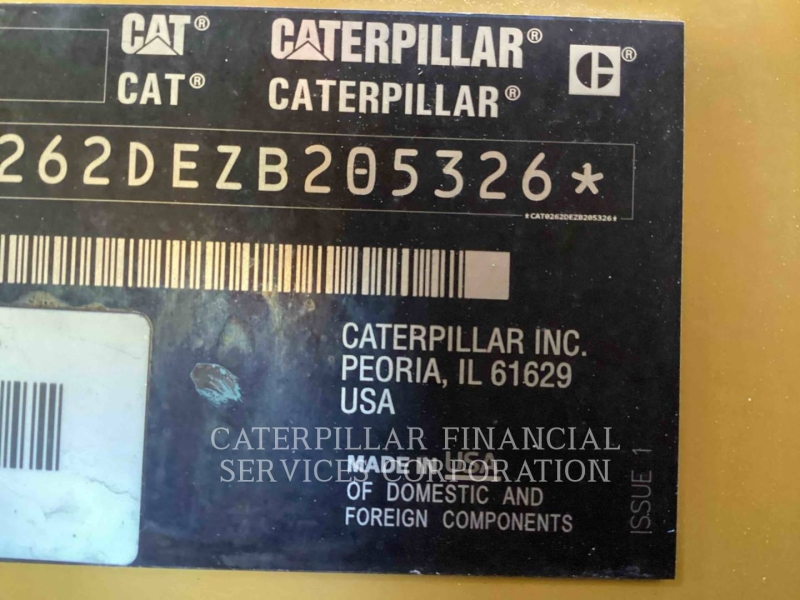 CAT® CATERPILLAR®
CAT® CATERPILLAR®
C®
262DEZB205326*
*CAT0262DEZB205326*
CATERPILLAR INC.
PEORIA, IL 61629
USA
CATERPILLAR FINANCIAL
SERVICES CORPORATION
MADE IN USA
OF DOMESTIC AND
FOREIGN COMPONENTS
ISSUE 1